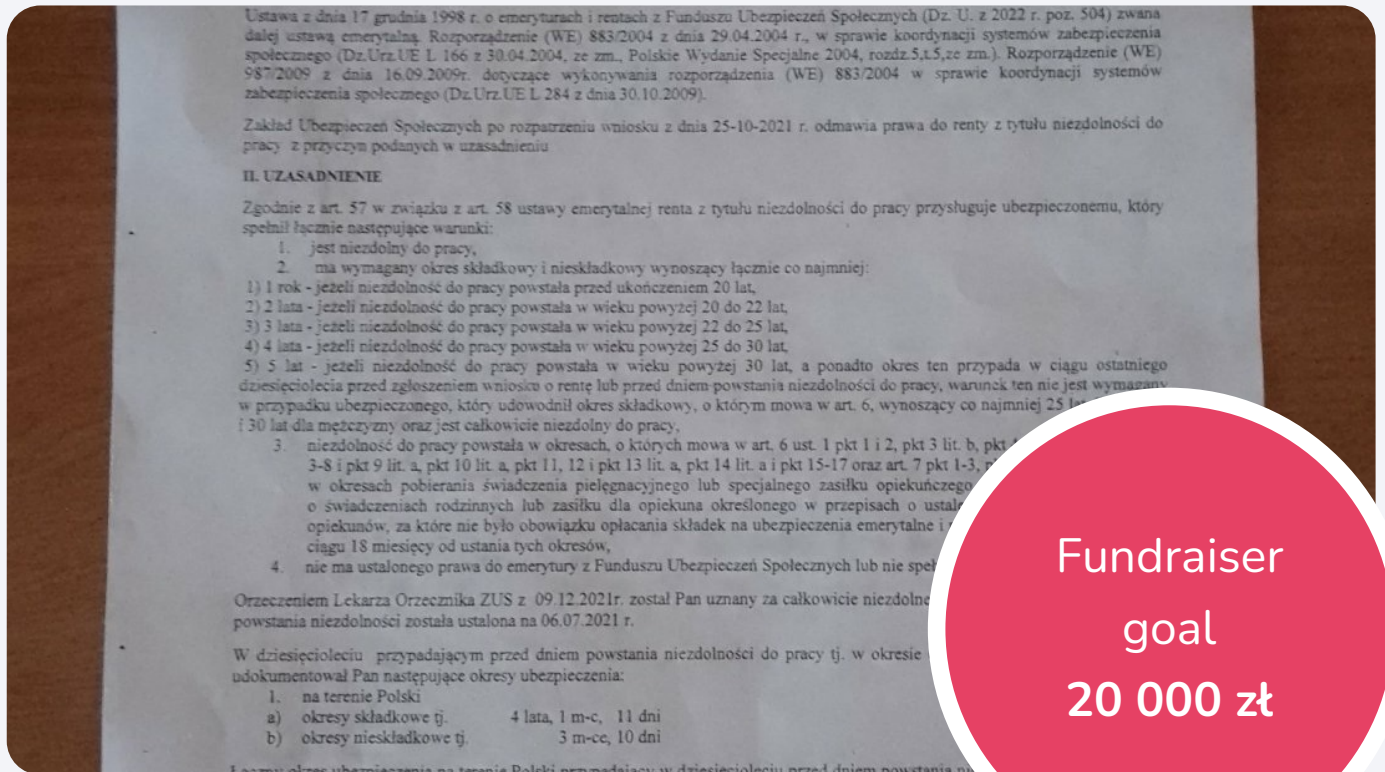 Ustawa z dnia 17 grudnia 1998 r. o emeryturach i rentach z Funduszu Ubezpieczeń Społecznych (Dz. U. z 2022 r. poz. 504) zwana
dalej ustawą emerytalną. Rozporządzenie (WE) 883/2004 z dnia 29.04.2004 r., w sprawie koordynacji systemów zabezpieczenia
społecznego (Dz.Urz.UE L 166 z 30.04.2004, ze zm., Polskie Wydanie Specjalne 2004, rozdz.5,t.5,ze zm.). Rozporządzenie (WE)
987/2009 z dnia 16.09.2009r. dotyczące wykonywania rozporządzenia (WE) 883/2004 w sprawie koordynacji systemów
zabezpieczenia społecznego (Dz.Urz.UE L 284 z dnia 30.10.2009).
Zakład Ubezpieczeń Społecznych po rozpatrzeniu wniosku z dnia 25-10-2021 r. odmawia prawa do renty z tytułu niezdolności do
pracy z przyczyn podanych w uzasadnieniu
II. UZASADNIENIE
Zgodnie z art. 57 w związku z art. 58 ustawy emerytalnej renta z tytułu niezdolności do pracy przysługuje ubezpieczonemu, który
spełnił łącznie następujące warunki:
1. jest niezdolny do pracy,
2. ma wymagany okres składkowy i nieskładkowy wynoszący łącznie co najmniej:
1) 1 rok - jeżeli niezdolność do pracy powstała przed ukończeniem 20 lat,
2) 2 lata - jeżeli niezdolność do pracy powstała w wieku powyżej 20 do 22 lat,
3) 3 lata - jeżeli niezdolność do pracy powstała w wieku powyżej 22 do 25 lat,
4) 4 lata - jeżeli niezdolność do pracy powstała w wieku powyżej 25 do 30 lat,
5) 5 lat - jeżeli niezdolność do pracy powstała w wieku powyżej 30 lat, a ponadto okres ten przypada w ciągu ostatniego
dziesięciolecia przed zgłoszeniem wniosku o rentę lub przed dniem powstania niezdolności do pracy, warunek ten nie jest wymagany
w przypadku ubezpieczonego, który udowodnił okres składkowy, o którym mowa w art. 6, wynoszący co najmniej 25
i 30 lat dla mężczyzny oraz jest całkowicie niezdolny do pracy,
3. niezdolność do pracy powstała w okresach, o których mowa w art. 6 ust. 1 pkt 1 i 2, pkt 3 lit. b, pkt
3-8 i pkt 9 lit. a, pkt 10 lit. a, pkt 11, 12 i pkt 13 lit. a, pkt 14 lit. a i pkt 15-17 oraz art. 7 pkt 1-3,
w okresach pobierania świadczenia pielęgnacyjnego lub specjalnego zasiłku opiekuńczego
o świadczeniach rodzinnych lub zasiłku dla opiekuna określonego w przepisach o
opiekunów, za które nie było obowiązku opłacania składek na ubezpieczenia emerytalne i
ciągu 18 miesięcy od ustania tych okresów,
4. nie ma ustalonego prawa do emerytury z Funduszu Ubezpieczeń Społecznych lub nie
Orzeczeniem Lekarza Orzecznika ZUS z 09.12.2021r. został Pan uznany za całkowicie
powstania niezdolności została ustalona na 06.07.2021 r.
W dziesięcioleciu przypadającym przed dniem powstania niezdolności do pracy tj. w okresie
udokumentował Pan następujące okresy ubezpieczenia:
1. na terenie Polski
a) okresy składkowe tj. 4 lata, 1 m-c, 11 dni
b) okresy nieskładkowe tj. 3 m-ce, 10 dni
okres ubezpieczenia na terenie Polski przypadający w dziesięcioleciu przed dniem powstania
Fundraiser
goal
20 000 zł